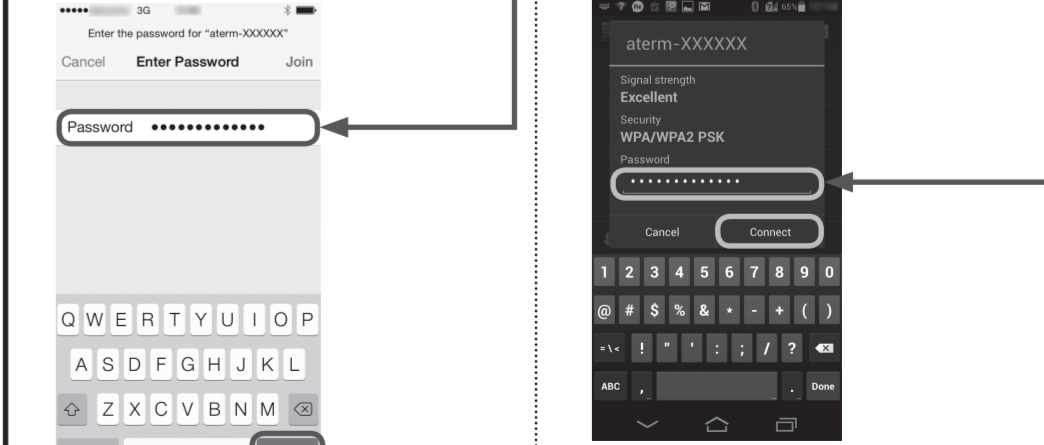 3G
Enter the password for “aterm-XXXXXX”
Cancel Enter Password Join
Password •••••••••••••
Q W E R T Y U I O P
A S D F G H J K L
Z X C V B N M
65%
aterm-XXXXXX
Signal strength
Excellent
Security
WPA/WPA2 PSK
Password
•••••••••••••
Cancel Connect
1 2 3 4 5 6 7 8 9 0
@ # $ % & * - + ( )
=\< ! " ' : ; / ?
ABC , _ . Done